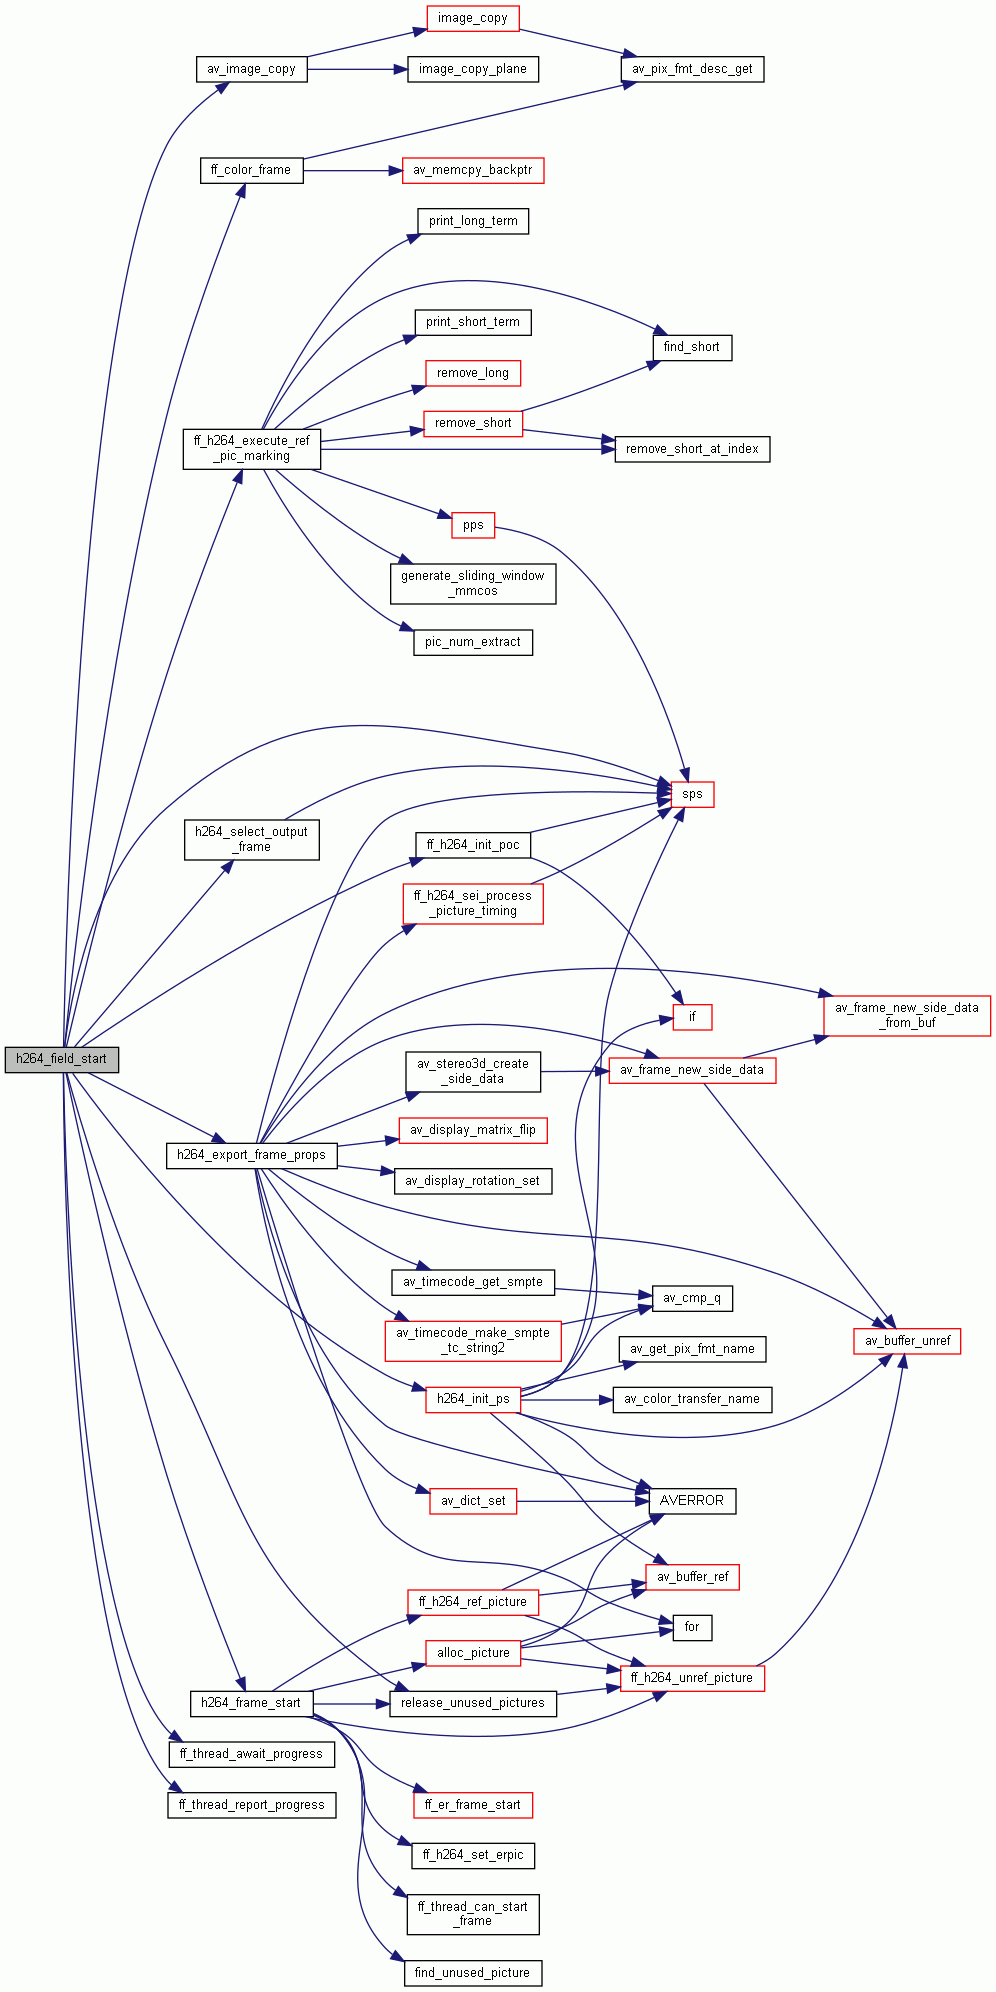 image_copy
av_image_copy
image_copy_plane
av_pix_fmt_desc_get
ff_color_frame
av_memcpy_backptr
print_long_term
print_short_term
find_short
remove_long
remove_short
ff_h264_execute_ref
_pic_marking
remove_short_at_index
pps
generate_sliding_window
_mmcos
pic_num_extract
sps
h264_select_output
_frame
ff_h264_init_poc
ff_h264_sei_process
_picture_timing
av_frame_new_side_data
_from_buf
if
h264_field_start
av_stereo3d_create
_side_data
av_frame_new_side_data
av_display_matrix_flip
h264_export_frame_props
av_display_rotation_set
av_timecode_get_smpte
av_cmp_q
av_timecode_make_smpte
_tc_string2
av_buffer_unref
av_get_pix_fmt_name
h264_init_ps
av_color_transfer_name
av_dict_set
AVERROR
av_buffer_ref
ff_h264_ref_picture
for
alloc_picture
ff_h264_unref_picture
h264_frame_start
release_unused_pictures
ff_thread_await_progress
ff_thread_report_progress
ff_er_frame_start
ff_h264_set_erpic
ff_thread_can_start
_frame
find_unused_picture